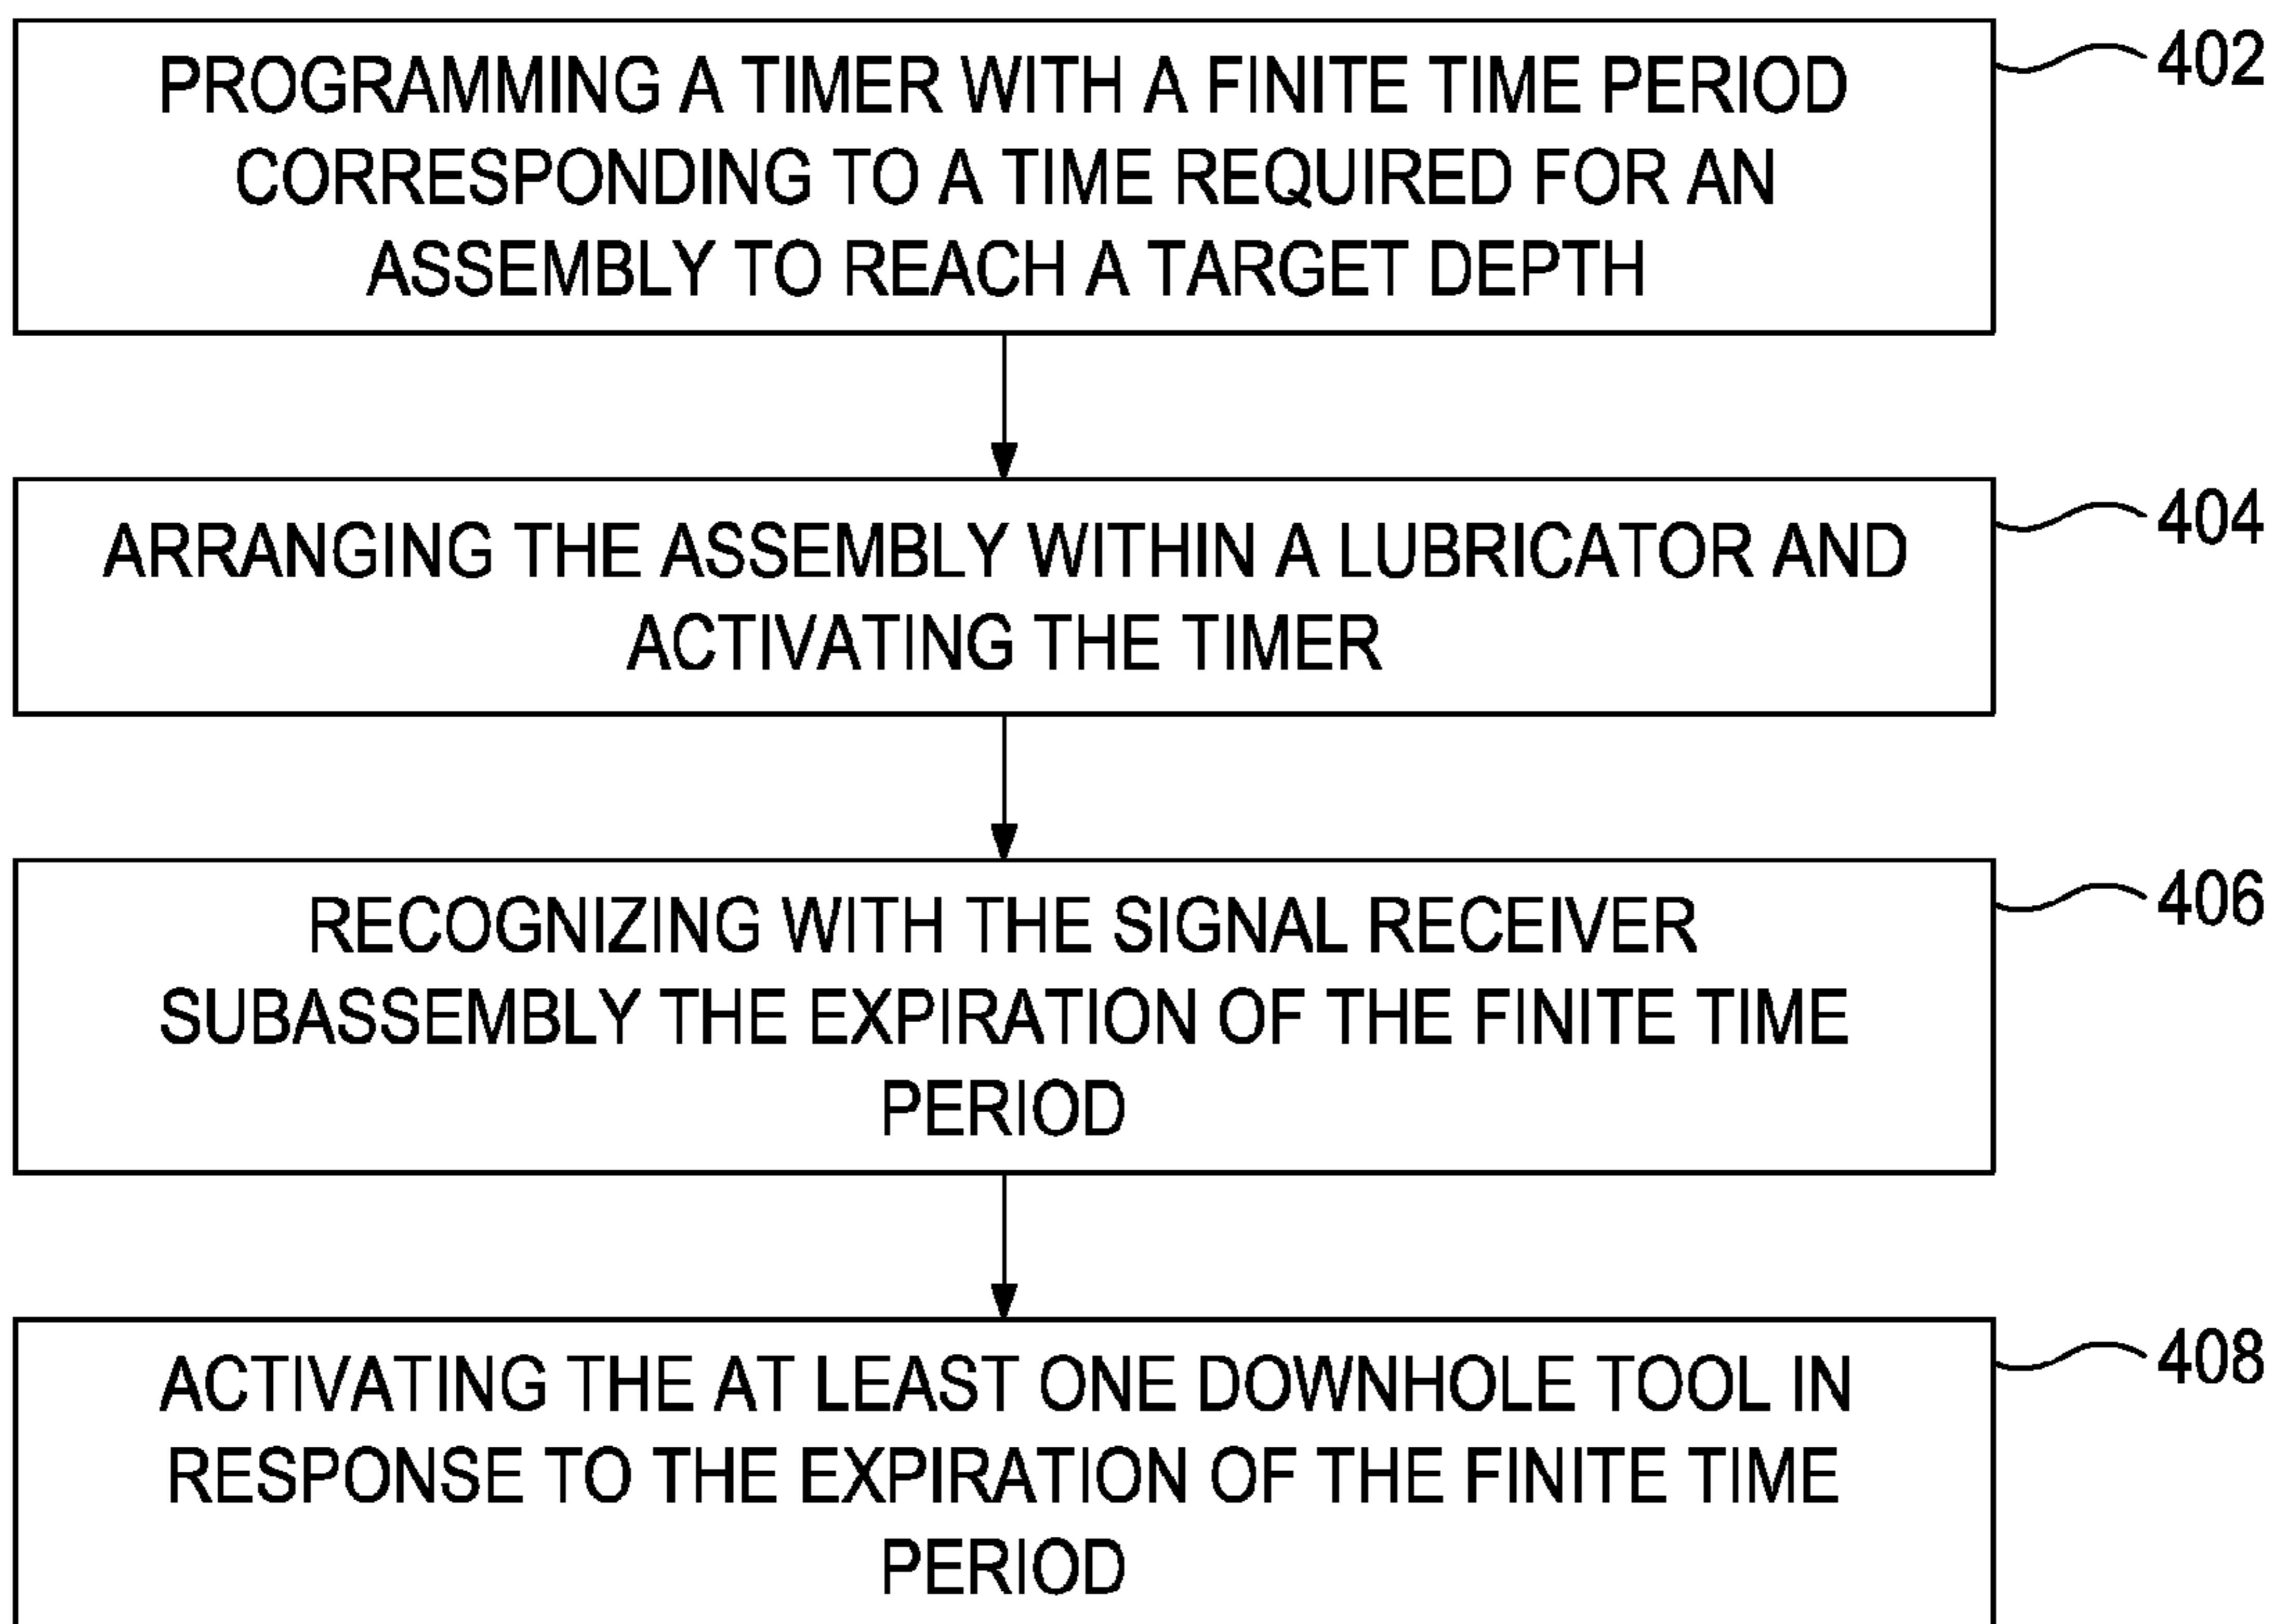 PROGRAMMING A TIMER WITH A FINITE TIME PERIOD
CORRESPONDING TO A TIME REQUIRED FOR AN
ASSEMBLY TO REACH A TARGET DEPTH
402
ARRANGING THE ASSEMBLY WITHIN A LUBRICATOR AND
ACTIVATING THE TIMER
404
RECOGNIZING WITH THE SIGNAL RECEIVER
SUBASSEMBLY THE EXPIRATION OF THE FINITE TIME
PERIOD
406
ACTIVATING THE AT LEAST ONE DOWNHOLE TOOL IN
RESPONSE TO THE EXPIRATION OF THE FINITE TIME
PERIOD
408